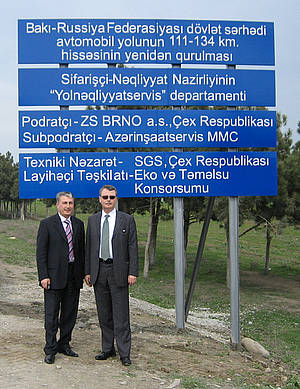 Bakı-Russiya Federasiyası dövlət sərhədi
avtomobil yolunun 111-134 km.
hissəsinin yeniden qurulması
Sifarişçi-Nəqliyyat Nazirliyinin
"Yolnəqliyyatservis" departamenti
Podratçı-ZS BRNO a.s., Çex Respublikası
Subpodratçı-Azərinşaatservis MMC
Texniki Nəzarət- SGS, Çex Respublikası
Layihəçi Təşkilatı-Eko və Təməlsu
Konsorsumu